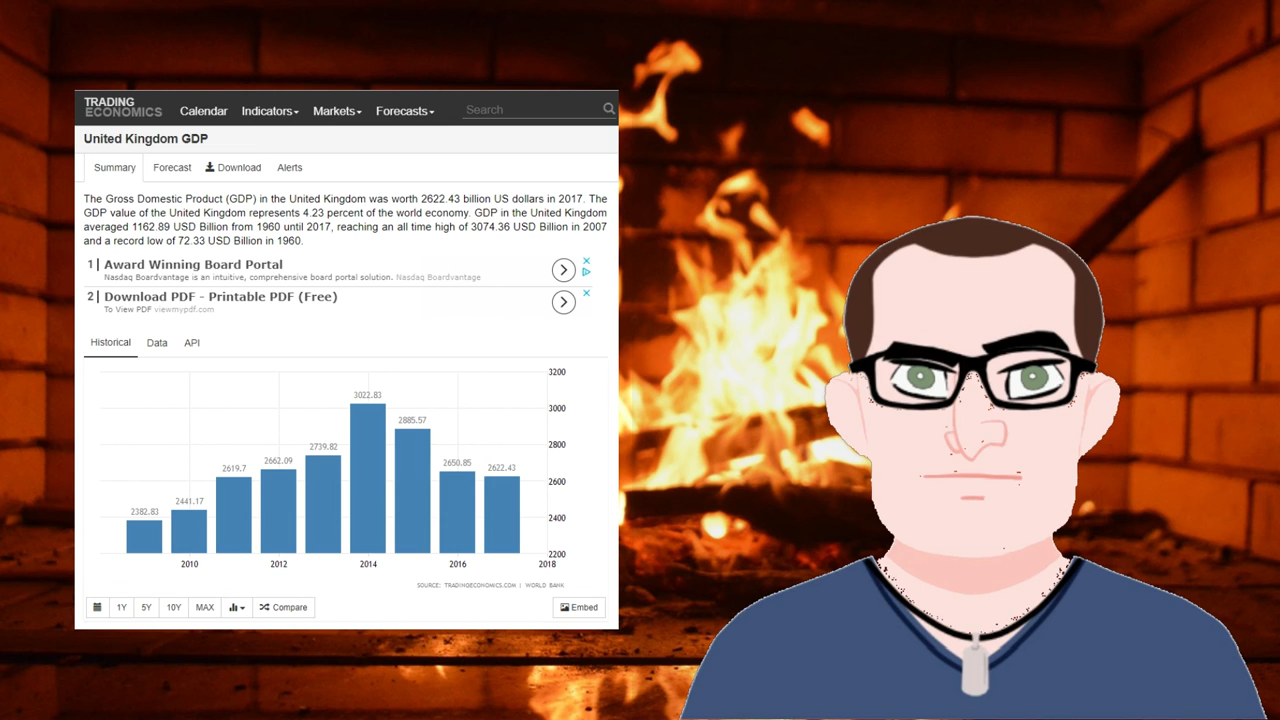 TRADING
ECONOMICS
Calendar Indicators Markets Forecasts Search
United Kingdom GDP
Summary Forecast Download Alerts
The Gross Domestic Product (GDP) in the United Kingdom was worth 2622.43 billion US dollars in 2017. The
GDP value of the United Kingdom represents 4.23 percent of the world economy. GDP in the United Kingdom
averaged 1162.89 USD Billion from 1960 until 2017, reaching an all time high of 3074.36 USD Billion in 2007
and a record low of 72.33 USD Billion in 1960.
1 | Award Winning Board Portal
Nasdaq Boardvantage is an intuitive, comprehensive board portal solution. Nasdaq Boardvantage
2 | Download PDF - Printable PDF (Free)
To View PDF viewmypdf.com
Historical Data API
3200
3022.83
3000
2885.57
2800
2739.82
2662.09
2650.85
2619.7
2622.43
2600
2441.17
2382.83
2400
2200
2010 2012 2014 2016 2018
SOURCE: TRADINGECONOMICS.COM | WORLD BANK
1Y 5Y 10Y MAX Compare Embed